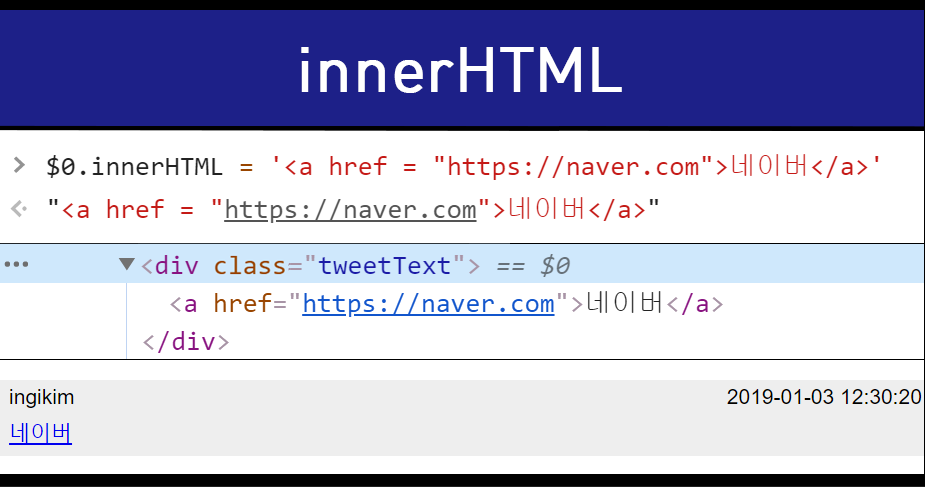 innerHTML
> $0.innerHTML = '<a href = "https://naver.com">네이버</a>'
"<a href = "https://naver.com">네이버</a>"
<div class="tweetText"> == $0
<a href="https://naver.com">네이버</a>
</div>
ingikim 2019-01-03 12:30:20
네이버